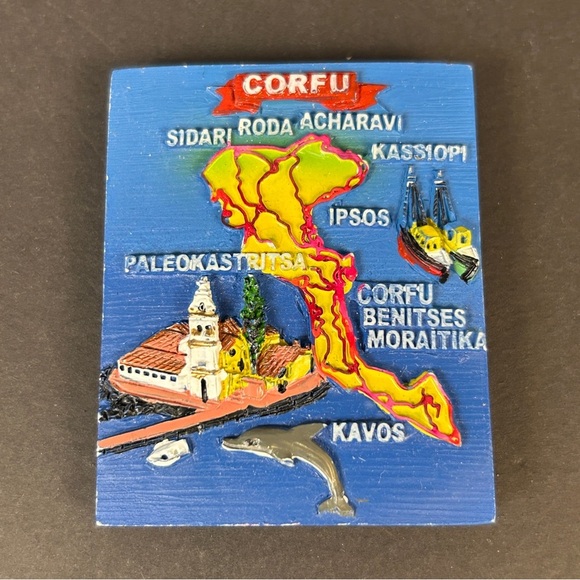 CORFU
SIDARI RODA ACHARAVI
KASSIOPI
IPSOS
PALEOKASTRITSA
CORFU
BENITSES
MORAITIKA
KAVOS